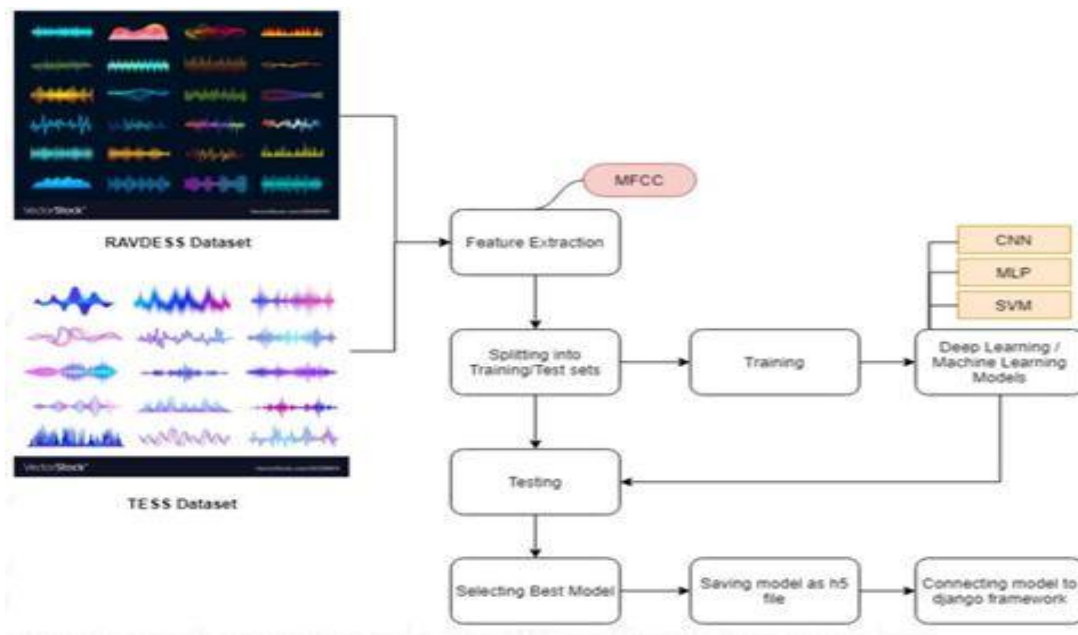 VectorStock
RAVDESS Dataset
VectorStock
TESS Dataset
MFCC
Feature Extraction
CNN
MLP
SVM
Splitting into
Training/Test sets
Training
Deep Learning /
Machine Learning
Models
Testing
Selecting Best Model
Saving model as h5
file
Connecting model to
django framework